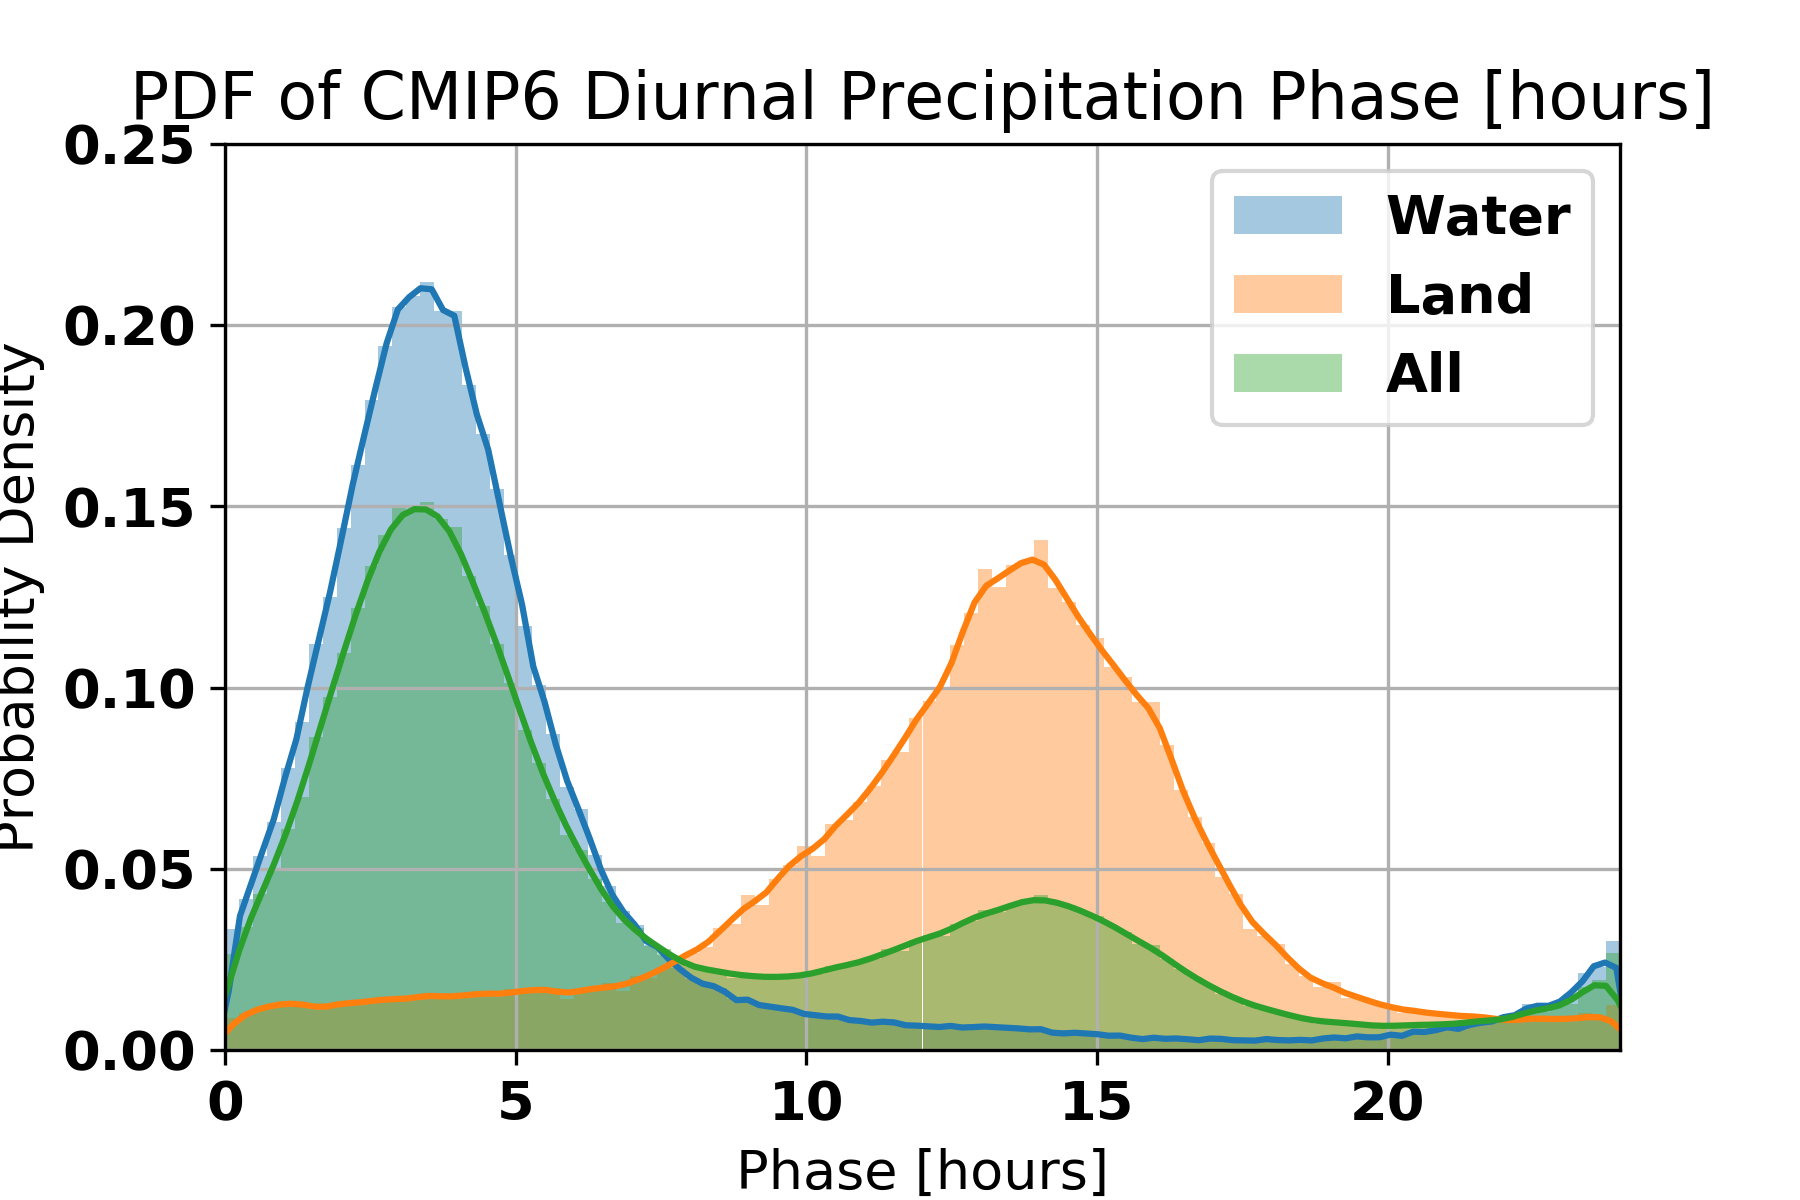 PDF of CMIP6 Diurnal Precipitation Phase [hours]
0.25
0.20
0.15
0.10
0.05
0.00
Probability Density
Water
Land
All
0 5 10 15 20
Phase [hours]